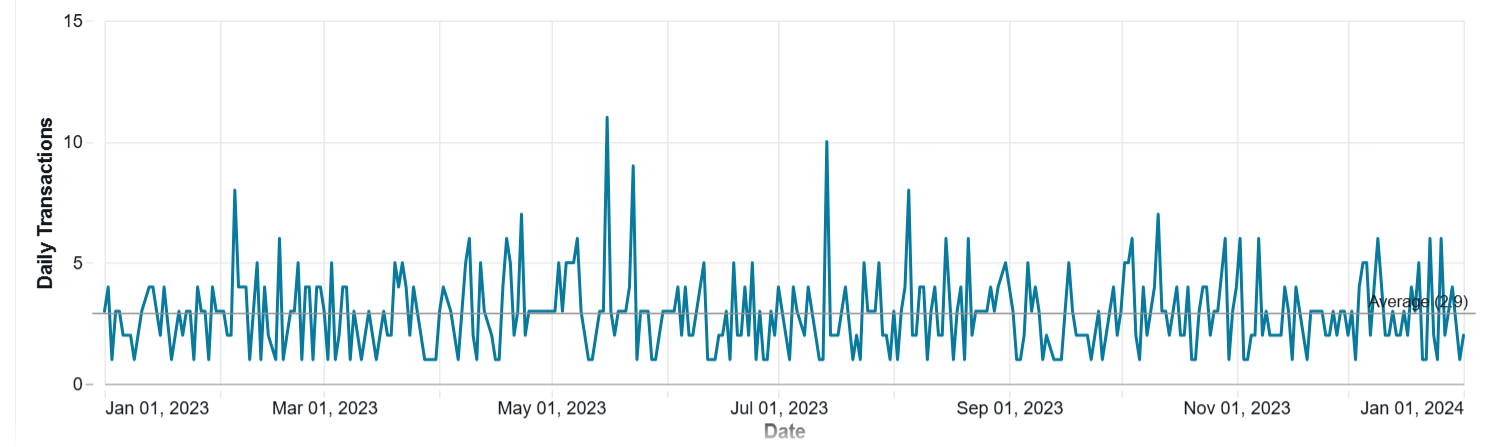 15
10
5
0
Daily Transactions
Average (2.9)
Jan 01, 2023 Mar 01, 2023 May 01, 2023 Jul 01, 2023 Sep 01, 2023 Nov 01, 2023 Jan 01, 2024
Date